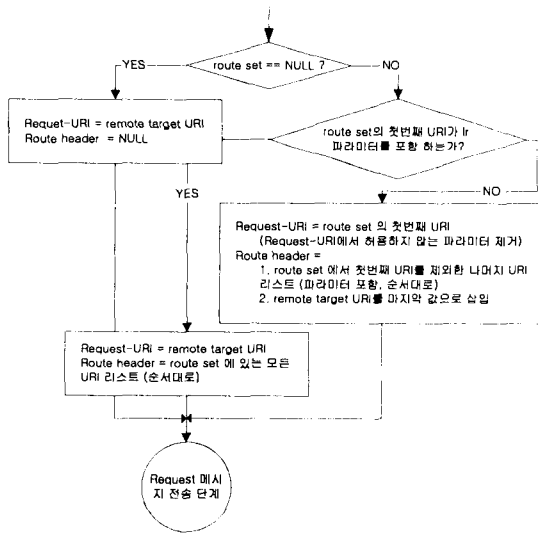 route set == NULL ?
YES
NO
Requet-URI = remote target URI
Route header = NULL
route set의 첫번째 URI가 lr
파라미터를 포함 하는가?
YES
NO
Request-URI = route set 의 첫번째 URI
(Request-URI에서 허용하지 않는 파라미터 제거)
Route header =
1. route set 에서 첫번째 URI를 제외한 나머지 URI
리스트 (파라미터 포함, 순서대로)
2. remote target URI를 마지막 값으로 삽입
Request-URI = remote target URI
Route header = route set 에 있는 모든
URI 리스트 (순서대로)
Request 메시
지 전송 단계